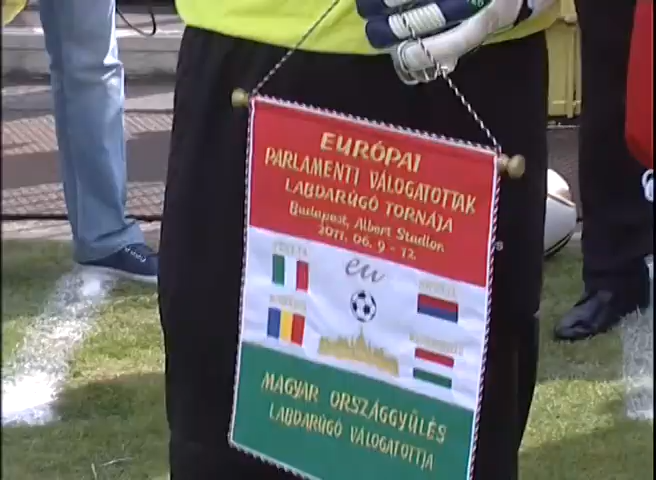 EURÓPAI
PARLAMENTI VÁLOGATOTTAK
LABDARÚGÓ TORNÁJA
Budapest, Albert Stadion
2011. 06. 9 - 12.
eu
MAGYAR ORSZÁGGYŰLÉS
LABDARÚGÓ VÁLOGATOTTJA